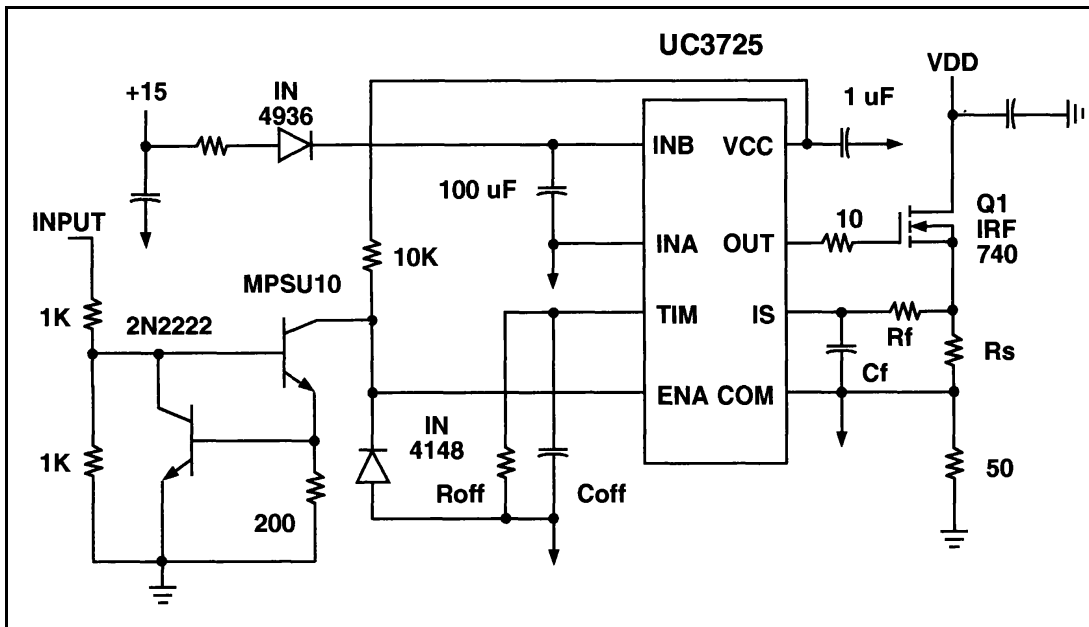 UC3725
VDD
+15
IN
4936
1 uF
INB
VCC
100 uF
INPUT
10
Q1
IRF
740
INA
OUT
10K
MPSU10
1K
2N2222
TIM
IS
Rf
Rs
Cf
ENA
COM
IN
4148
1K
Roff
Coff
50
200